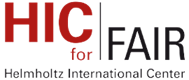 HIC
for FAIR
Helmholtz International Center